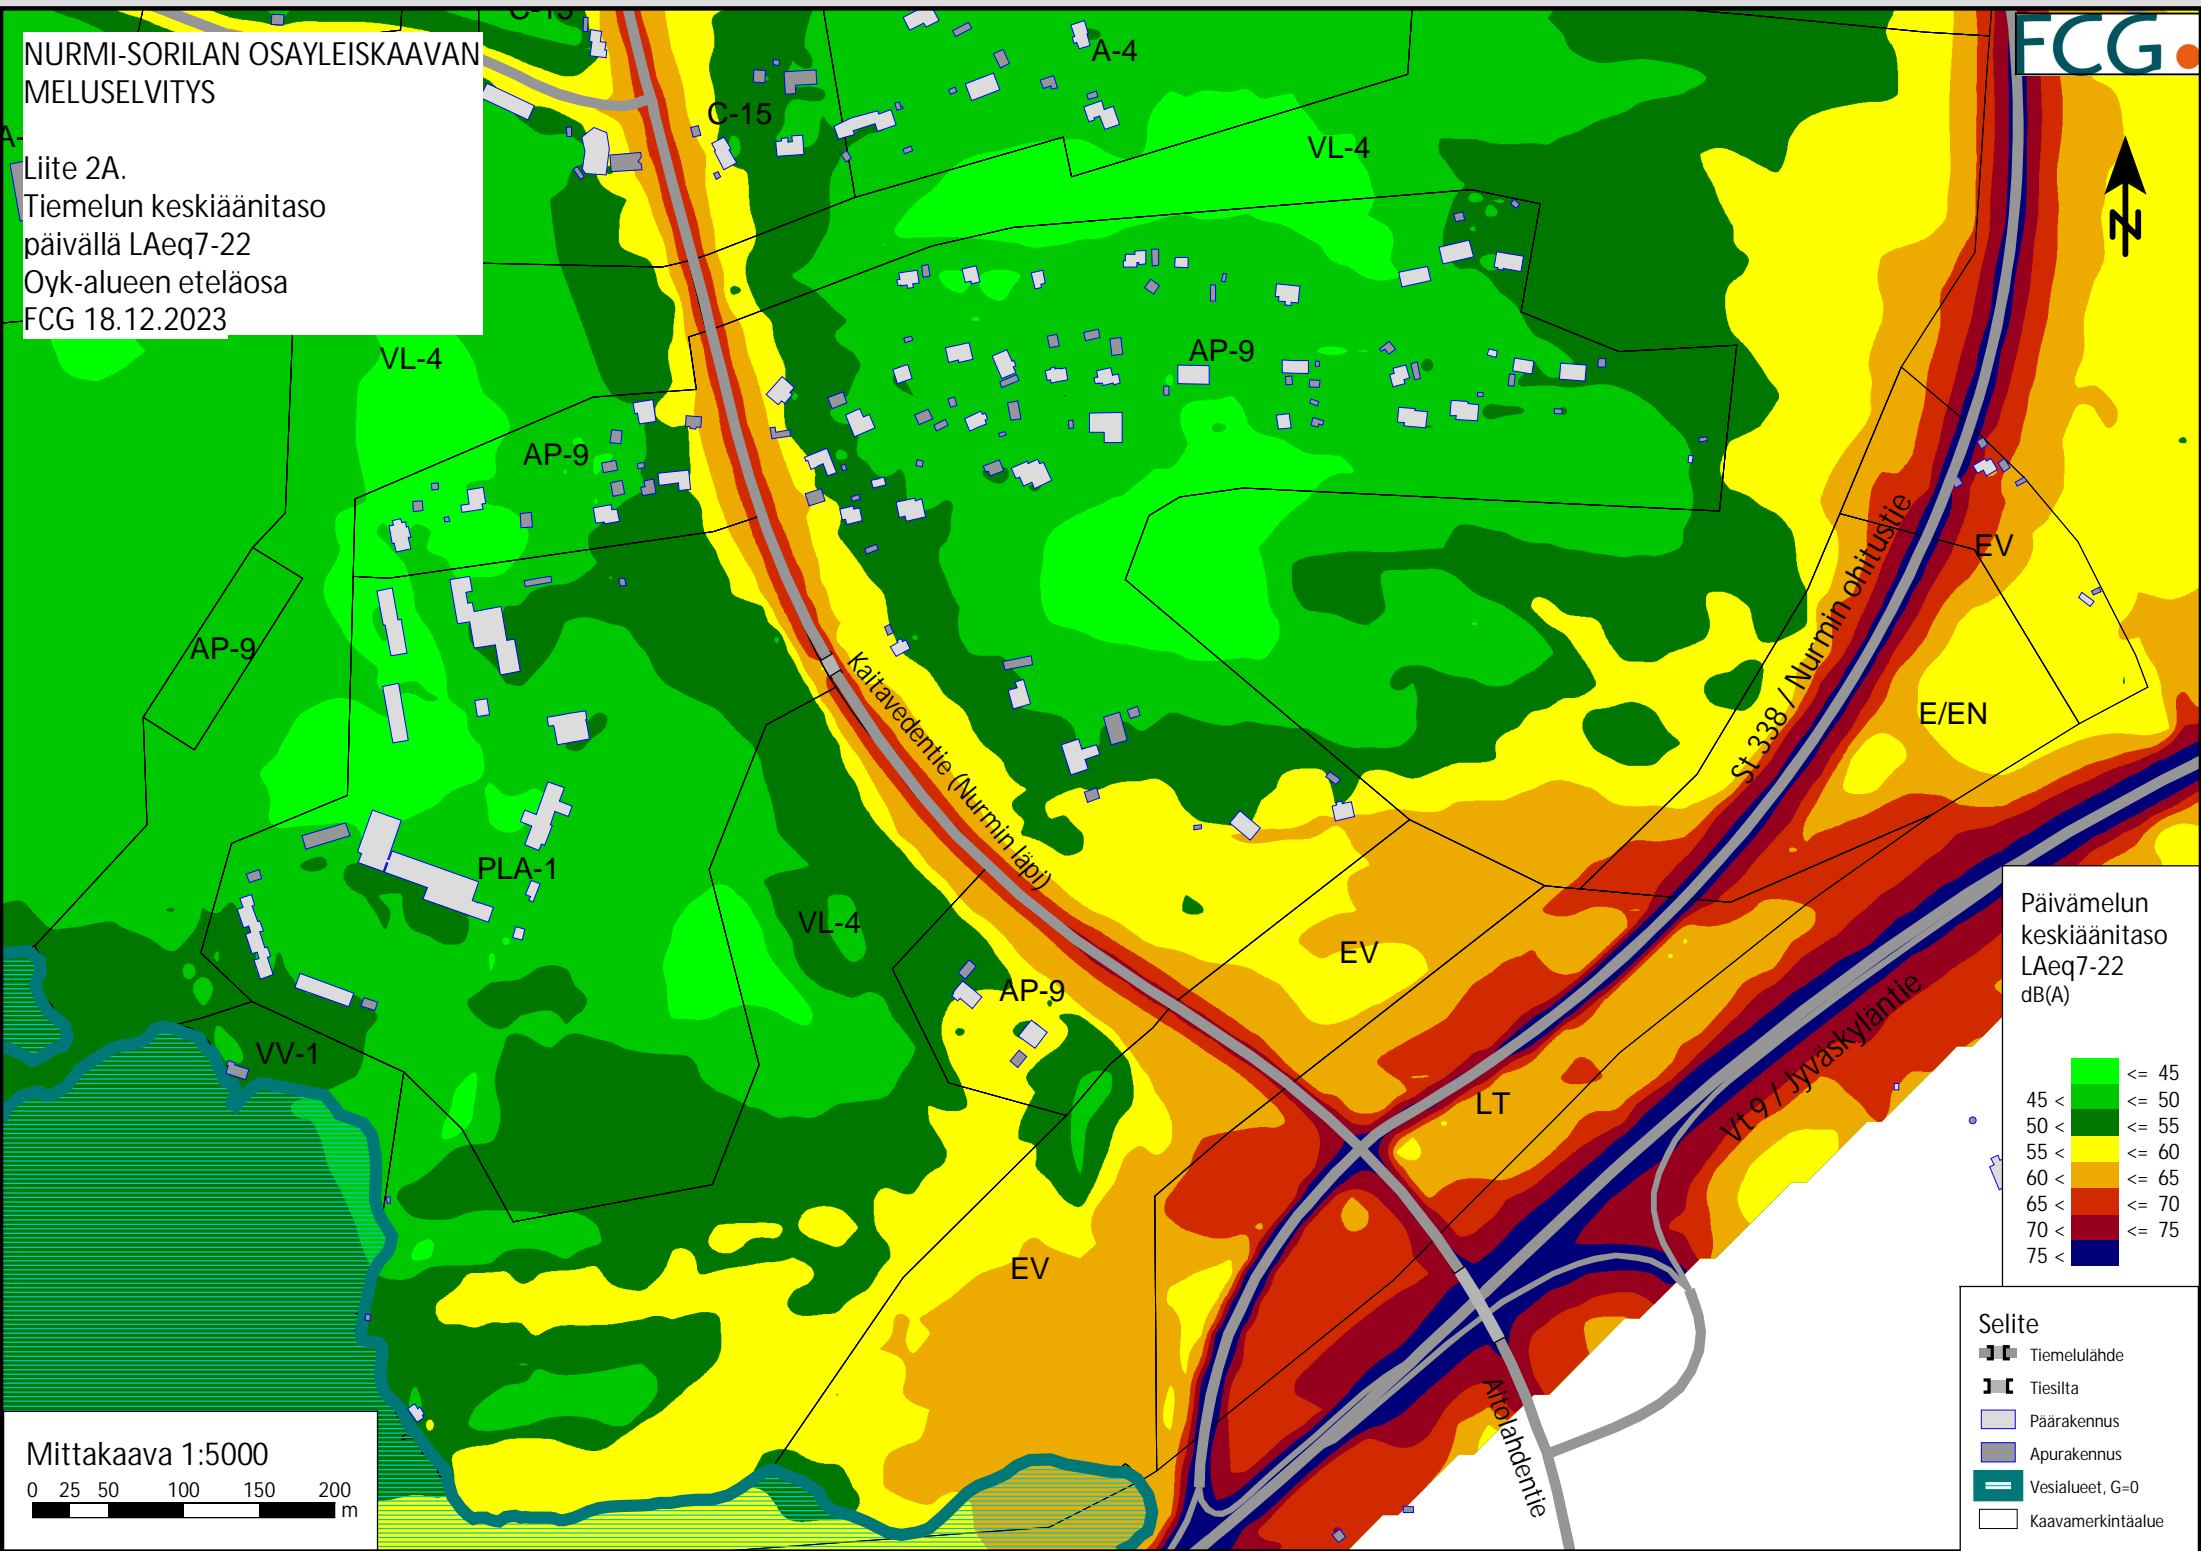 NURMI-SORILAN OSAYLEISKAAVAN
MELUSELVITYS
Liite 2A.
Tiemelun keskiäänitaso
päivällä LAeq7-22
Oyk-alueen eteläosa
FCG 18.12.2023
FCG
N
C-15
A-4
C-15
VL-4
A-
VL-4
AP-9
AP-9
AP-9
EV
E/EN
PLA-1
VL-4
AP-9
EV
VV-1
LT
EV
Kaitavedentie (Nurmin läpi)
St 338 / Nurmin ohitustie
Vt 9 / Jyväskyläntie
Aitolahdentie
Päivämelun
keskiäänitaso
LAeq7-22
dB(A)
<= 45
45 < <= 50
50 < <= 55
55 < <= 60
60 < <= 65
65 < <= 70
70 < <= 75
75 <
Selite
Tiemelulähde
Tiesilta
Päärakennus
Apurakennus
Vesialueet, G=0
Kaavamerkintäalue
Mittakaava 1:5000
0 25 50 100 150 200
m